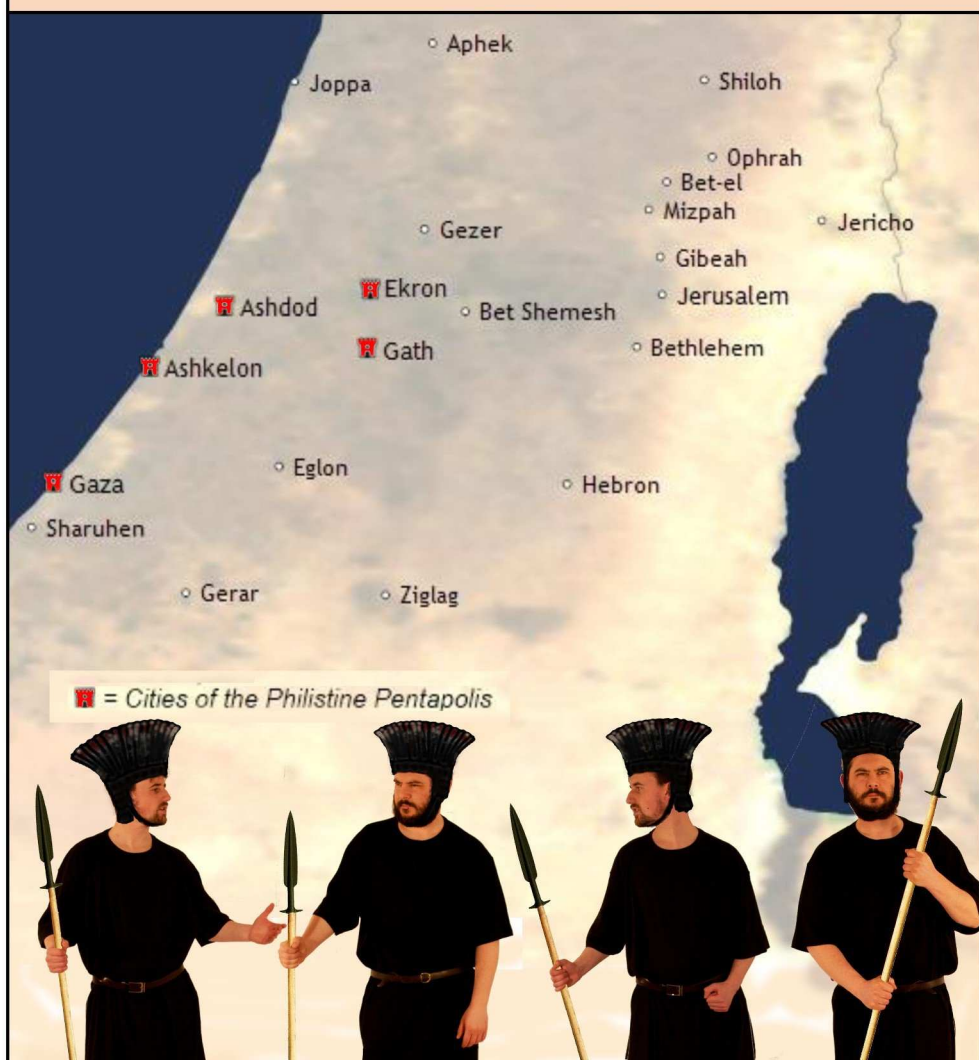 Aphek
Joppa
Shiloh
Ophrah
Bet-el
Mizpah
Jericho
Gezer
Gibeah
Ekron
Jerusalem
Ashdod
Bet Shemesh
Gath
Bethlehem
Ashkelon
Eglon
Gaza
Hebron
Sharuhen
Gerar
Ziglag
= Cities of the Philistine Pentapolis